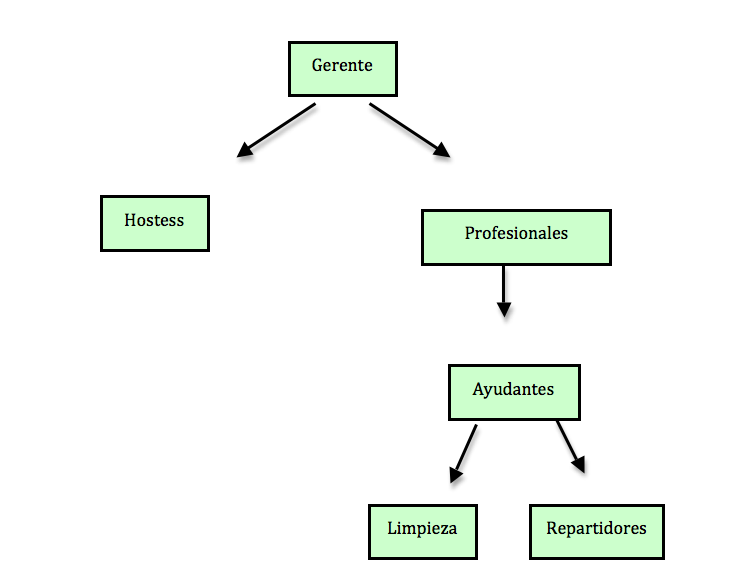 Gerente
Hostess
Profesionales
Ayudantes
Limpieza
Repartidores